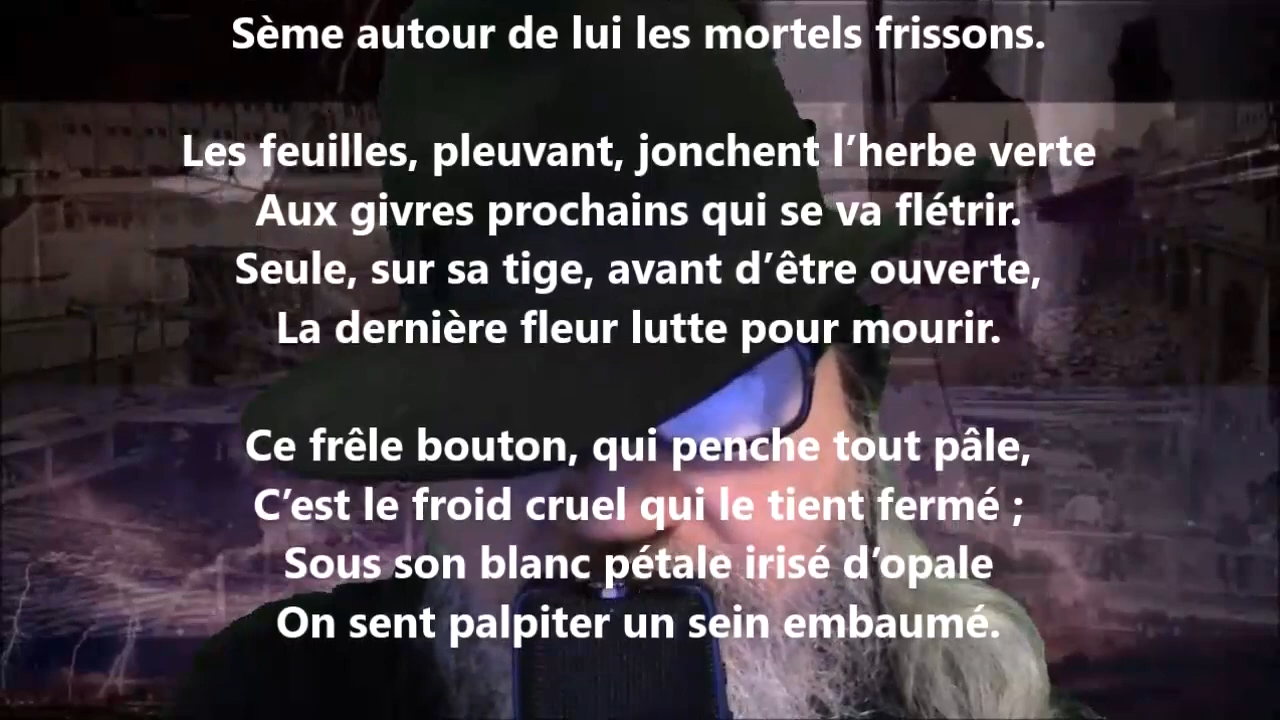 Sème autour de lui les mortels frissons.
Les feuilles, pleuvant, jonchent l’herbe verte
Aux givres prochains qui se va flétrir.
Seule, sur sa tige, avant d’être ouverte,
La dernière fleur lutte pour mourir.
Ce frêle bouton, qui penche tout pâle,
C’est le froid cruel qui le tient fermé ;
Sous son blanc pétale irisé d’opale
On sent palpiter un sein embaumé.